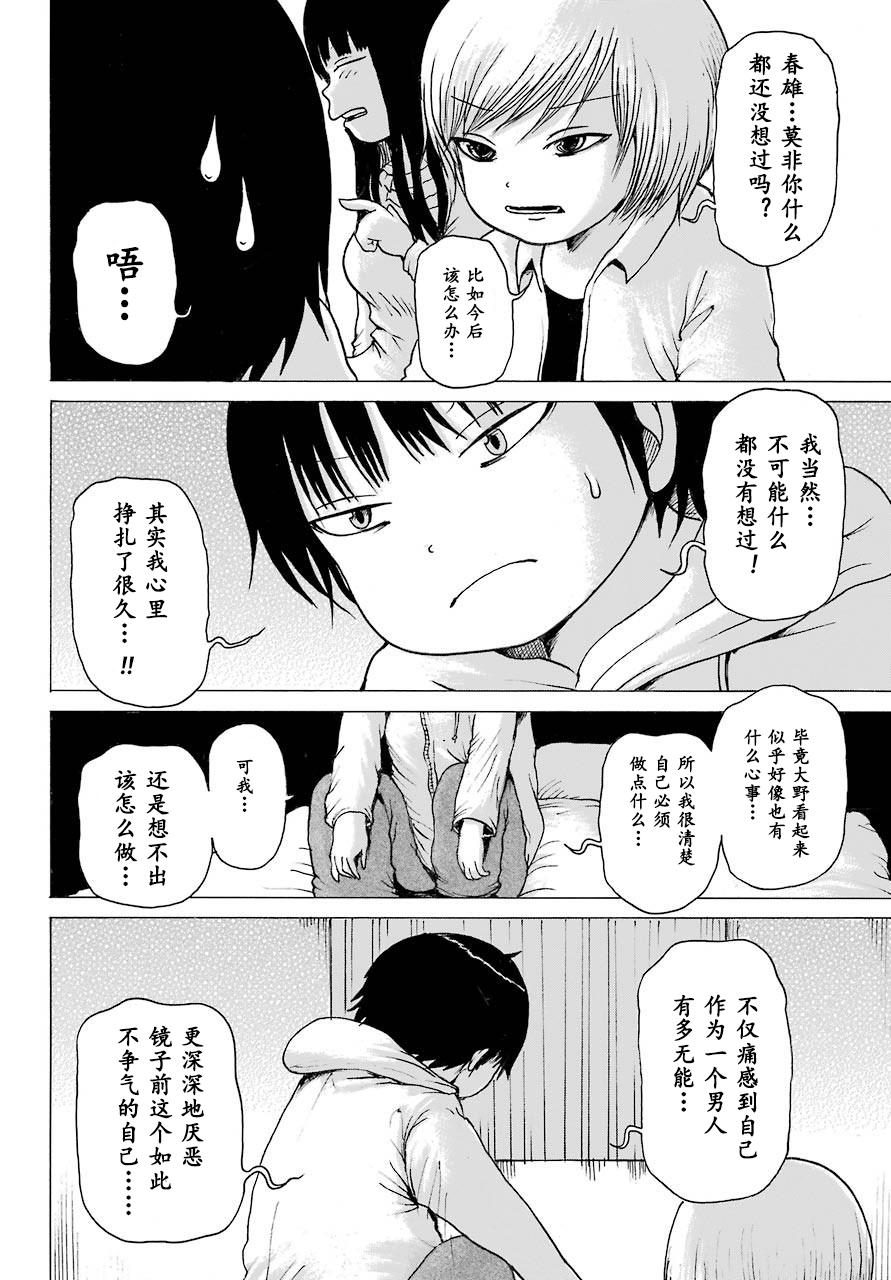 春雄…莫非你什么
都还没想过吗？
比如今后
该怎么办…
唔…
我当然…
不可能什么
都没有想过！
其实我心里
挣扎了很久…!!
毕竟大野看起来
似乎好像也有
什么心事…
所以我很清楚
自己必须
做点什么…
可我…
还是想不出
该怎么做…
不仅痛感到自己
作为一个男人
有多无能…
更深深地厌恶
镜子前这个如此
不争气的自己……